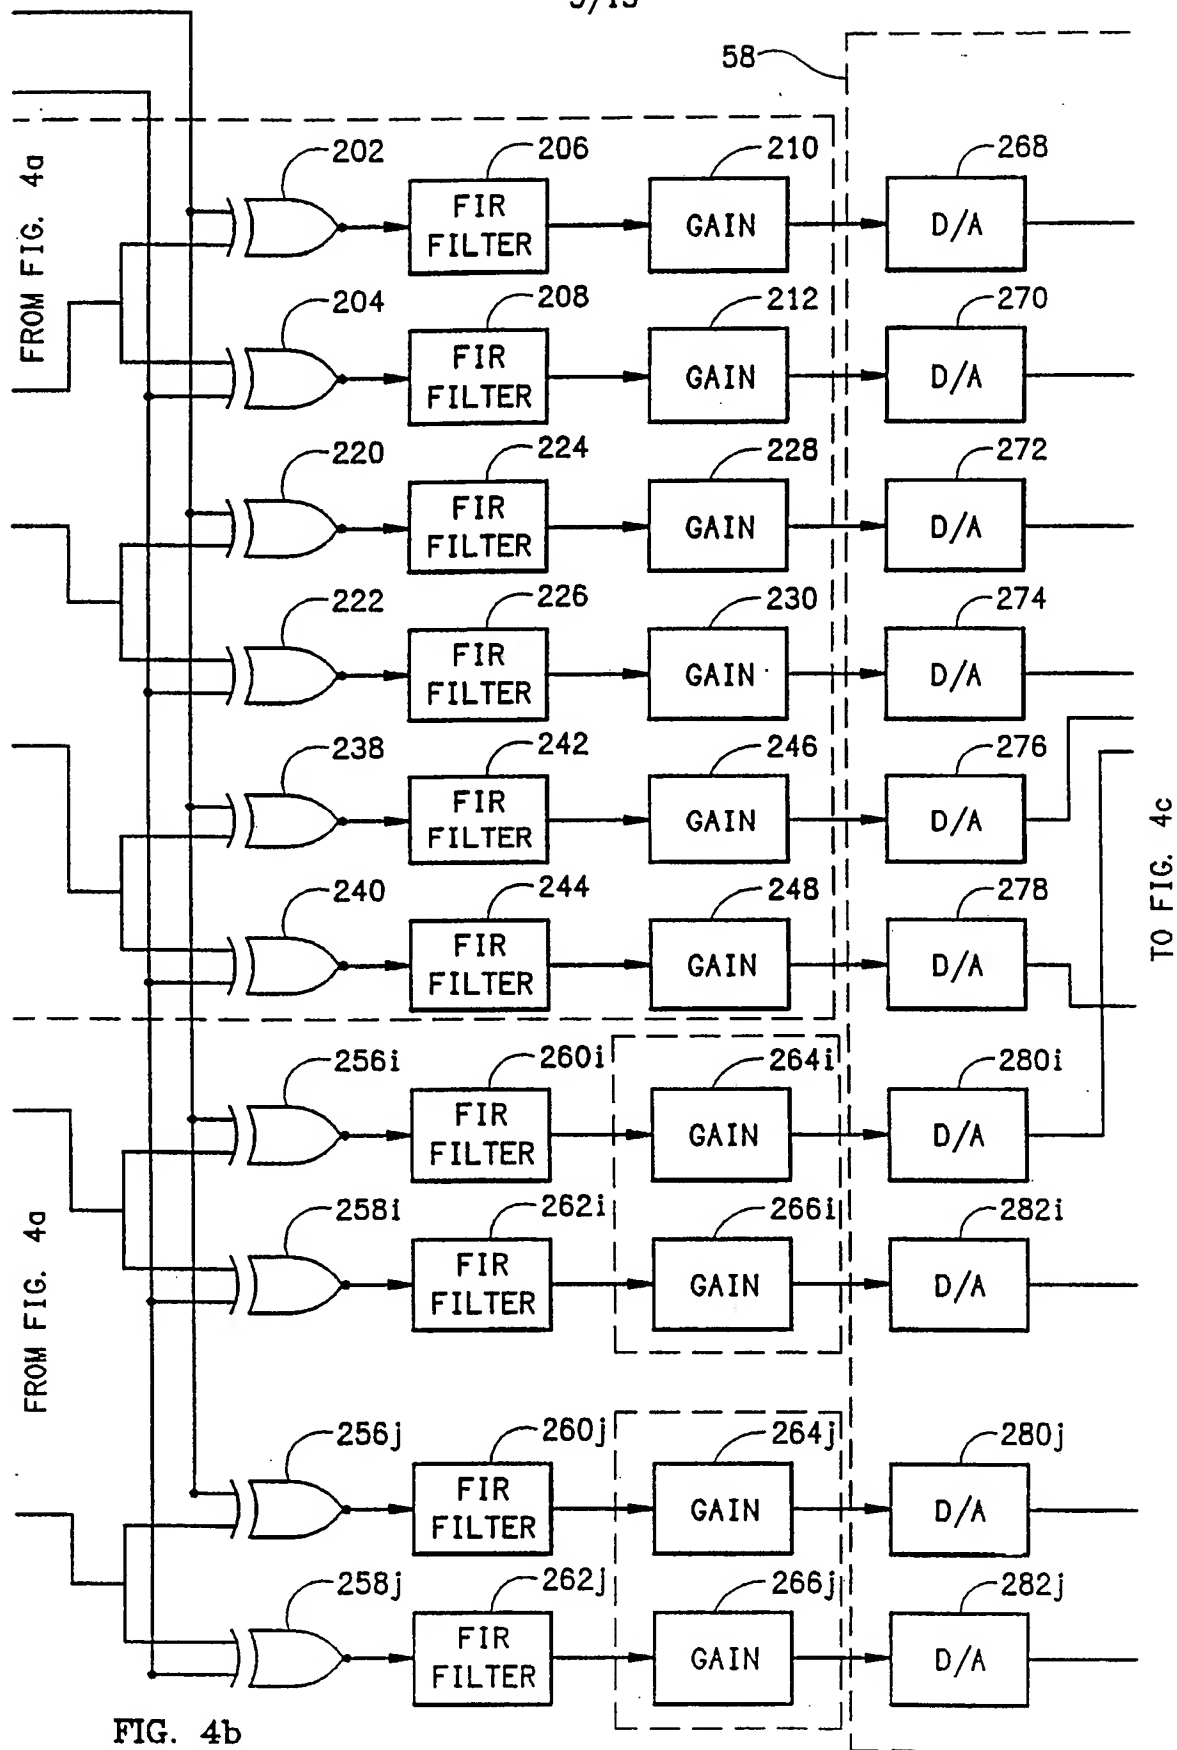 58
FROM FIG. 4a
202 206 210 268
FIR FILTER GAIN D/A
204 208 212 270
FIR FILTER GAIN D/A
220 224 228 272
FIR FILTER GAIN D/A
222 226 230 274
FIR FILTER GAIN D/A
238 242 246 276
FIR FILTER GAIN D/A
TO FIG. 4c
240 244 248 278
FIR FILTER GAIN D/A
256i 260i 264i 280i
FIR FILTER GAIN D/A
FROM FIG. 4a
258i 262i 266i 282i
FIR FILTER GAIN D/A
256j 260j 264j 280j
FIR FILTER GAIN D/A
258j 262j 266j 282j
FIR FILTER GAIN D/A
FIG. 4b